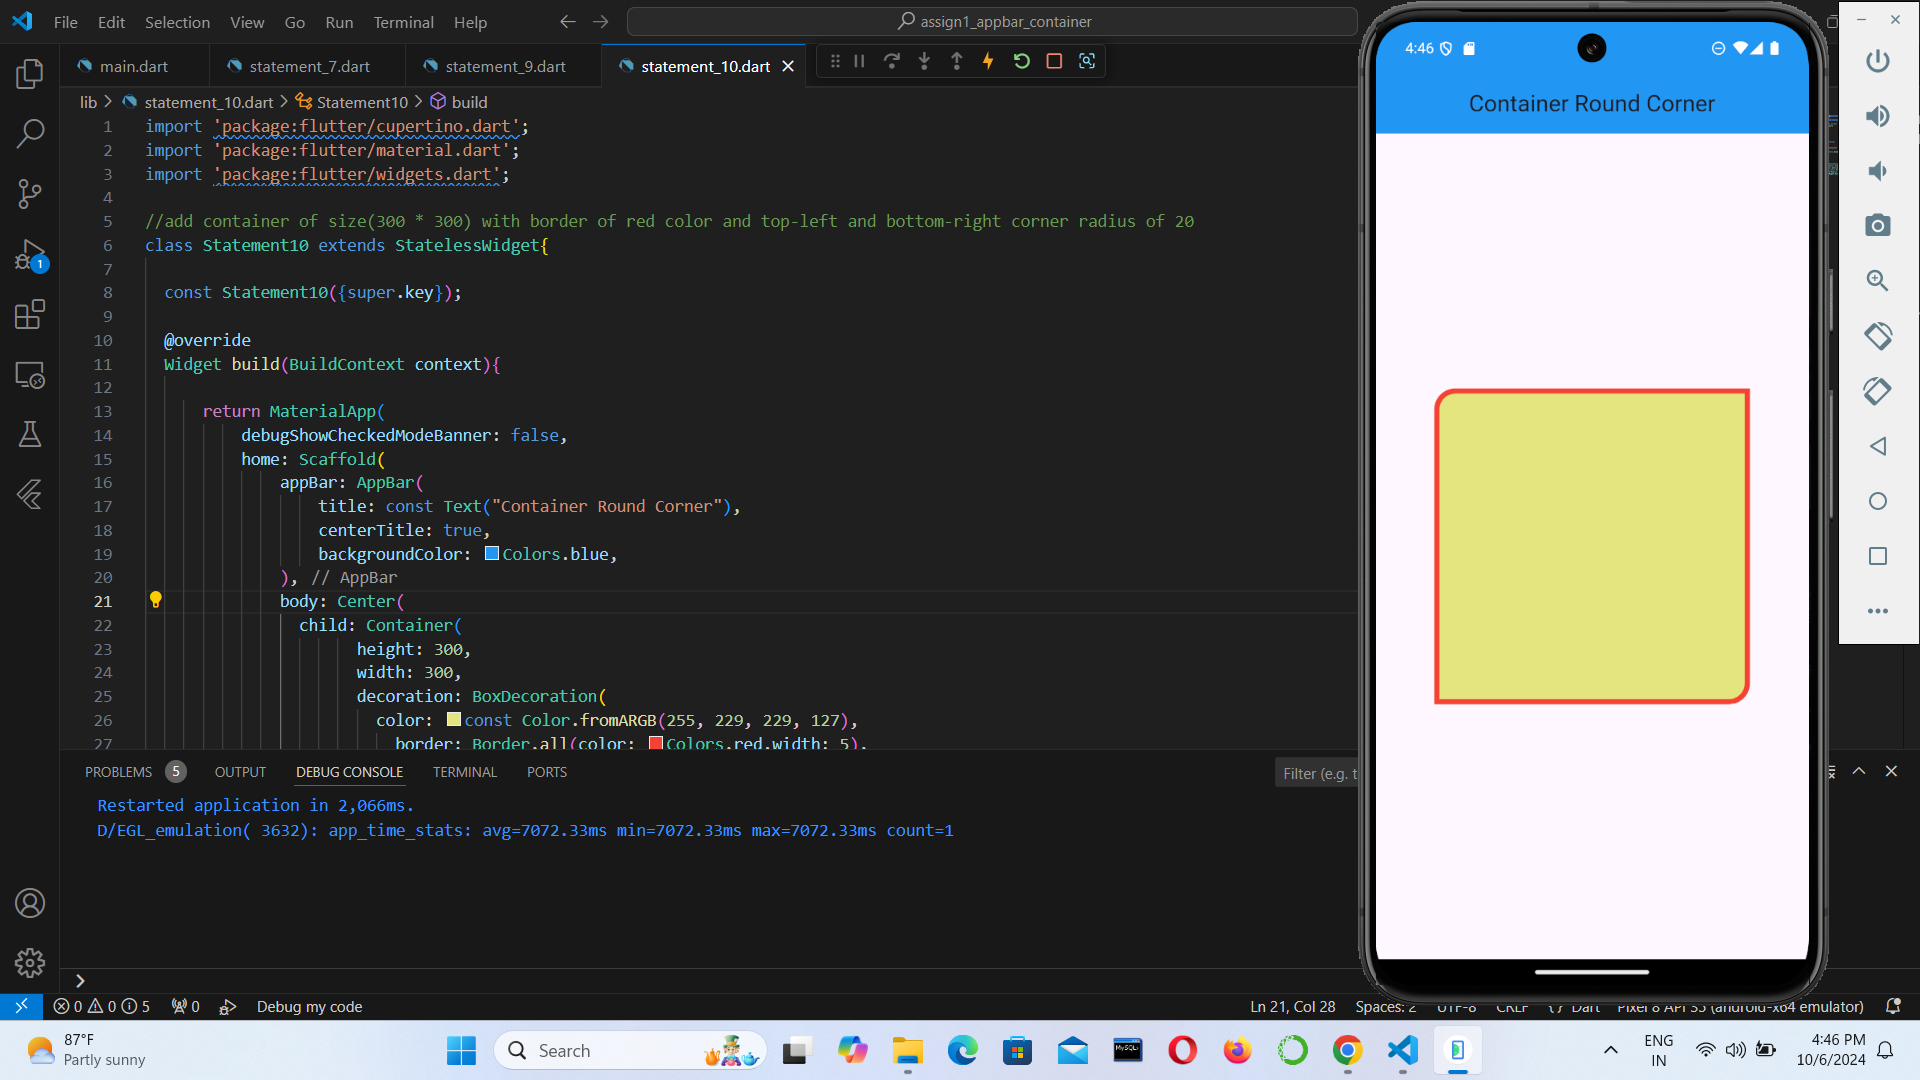 File Edit Selection View Go Run Terminal Help
assign1_appbar_container
main.dart
statement_7.dart
statement_9.dart
statement_10.dart
lib > statement_10.dart > Statement10 > build
1 import 'package:flutter/cupertino.dart';
2 import 'package:flutter/material.dart';
3 import 'package:flutter/widgets.dart';
4
5 //add container of size(300 * 300) with border of red color and top-left and bottom-right corner radius of 20
6 class Statement10 extends StatelessWidget{
7
8 const Statement10({super.key});
9
10 @override
11 Widget build(BuildContext context){
12
13 return MaterialApp(
14 debugShowCheckedModeBanner: false,
15 home: Scaffold(
16 appBar: AppBar(
17 title: const Text("Container Round Corner"),
18 centerTitle: true,
19 backgroundColor: Colors.blue,
20 ), // AppBar
21 body: Center(
22 child: Container(
23 height: 300,
24 width: 300,
25 decoration: BoxDecoration(
26 color: const Color.fromARGB(255, 229, 229, 127),
27 border: Border.all(color: Colors.red,width: 5),
PROBLEMS 5 OUTPUT DEBUG CONSOLE TERMINAL PORTS
Filter (e.g. t
Restarted application in 2,066ms.
D/EGL_emulation( 3632): app_time_stats: avg=7072.33ms min=7072.33ms max=7072.33ms count=1
1
0 0 5 0 Debug my code
Ln 21, Col 28 Spaces: 2 UTF-8 CRLF {} Dart Pixel 8 API 35 (android-x64 emulator)
4:46
Container Round Corner
87°F
Partly sunny
Search
MySQL
ENG
IN
4:46 PM
10/6/2024